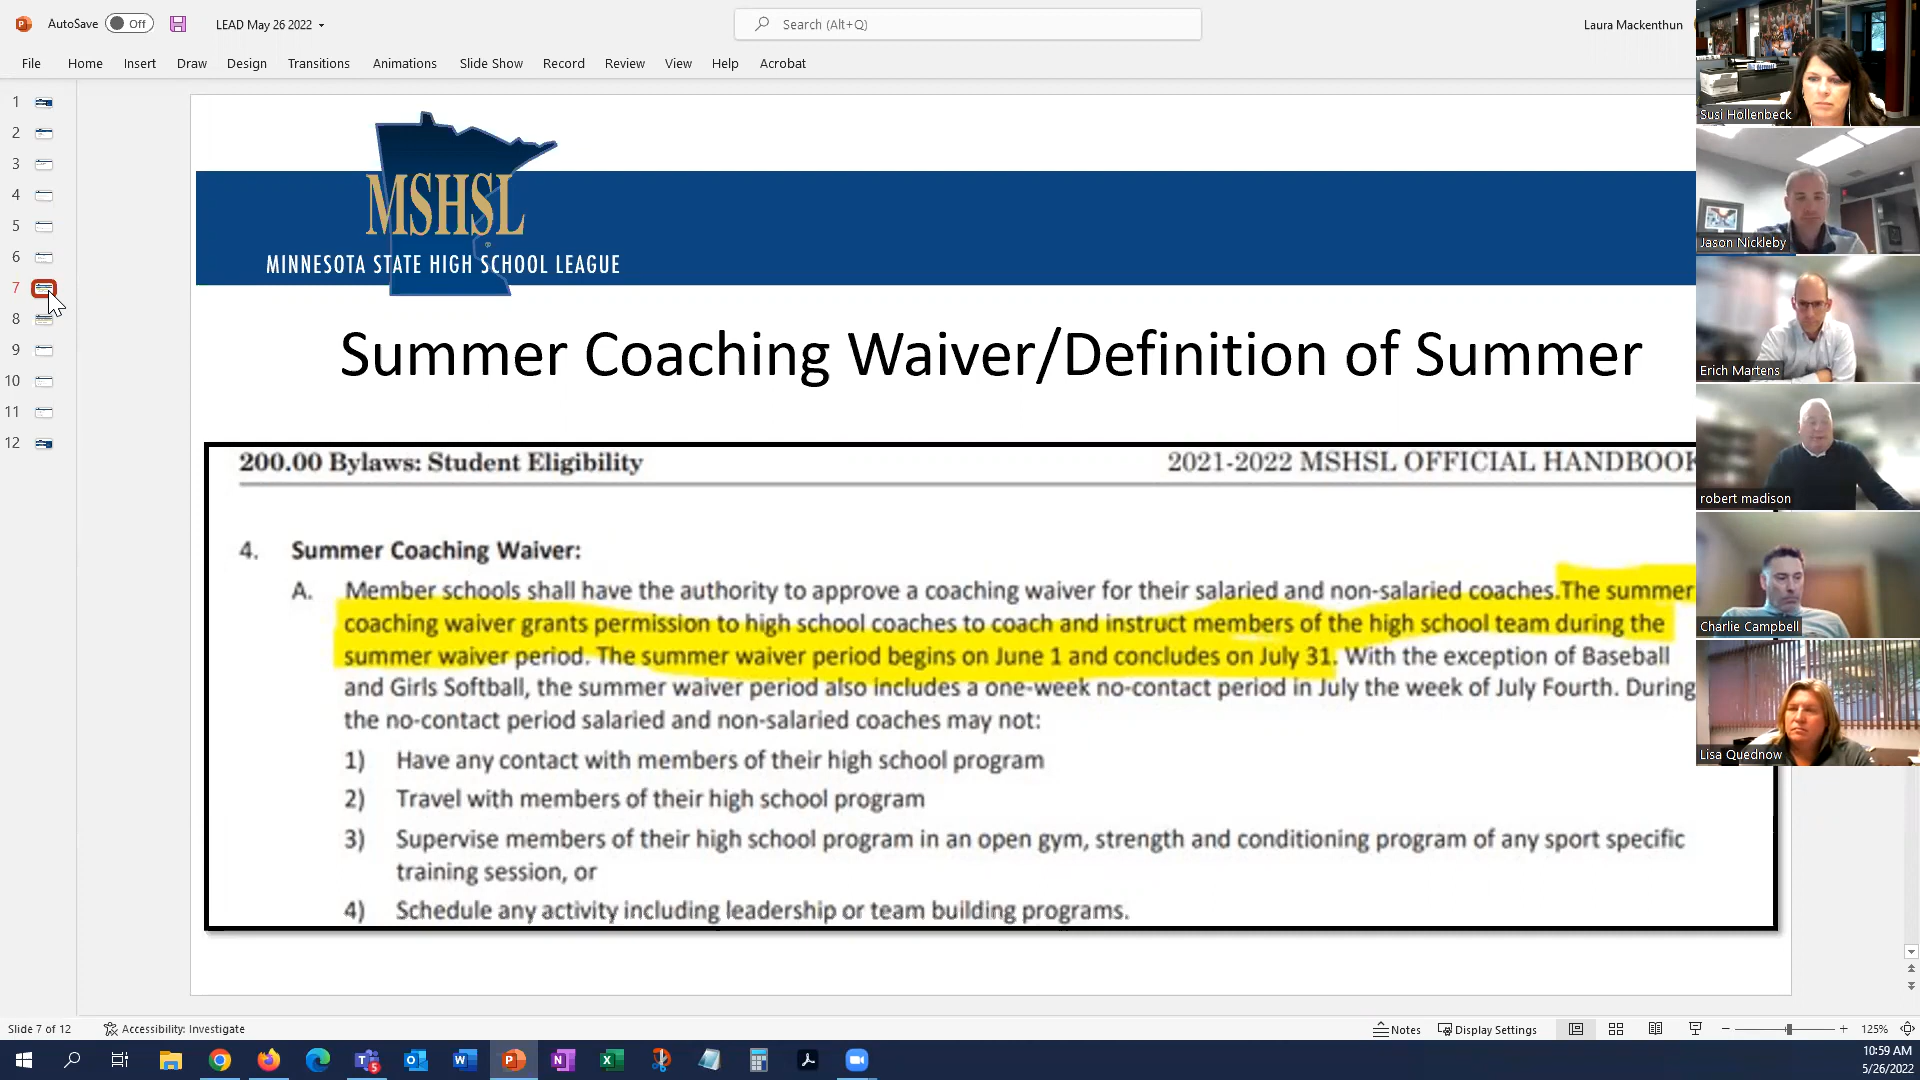 AutoSave
Off
LEAD May 26 2022
Search (Alt+Q)
Laura Mackenthun
File
Home
Insert
Draw
Design
Transitions
Animations
Slide Show
Record
Review
View
Help
Acrobat
1
2
3
4
5
6
7
8
9
10
11
12
MSHSL
MINNESOTA STATE HIGH SCHOOL LEAGUE
Summer Coaching Waiver/Definition of Summer
200.00 Bylaws: Student Eligibility
2021-2022 MSHSL OFFICIAL HANDBOOK
4. Summer Coaching Waiver:
A. Member schools shall have the authority to approve a coaching waiver for their salaried and non-salaried coaches. The summer
coaching waiver grants permission to high school coaches to coach and instruct members of the high school team during the
summer waiver period. The summer waiver period begins on June 1 and concludes on July 31. With the exception of Baseball
and Girls Softball, the summer waiver period also includes a one-week no-contact period in July the week of July Fourth. During
the no-contact period salaried and non-salaried coaches may not:
1) Have any contact with members of their high school program
2) Travel with members of their high school program
3) Supervise members of their high school program in an open gym, strength and conditioning program of any sport specific
training session, or
4) Schedule any activity including leadership or team building programs.
Susi Hollenbeck
Jason Nickleby
Erich Martens
robert madison
Charlie Campbell
Lisa Quednow
Slide 7 of 12
Accessibility: Investigate
Notes
Display Settings
125%
10:59 AM
5/26/2022